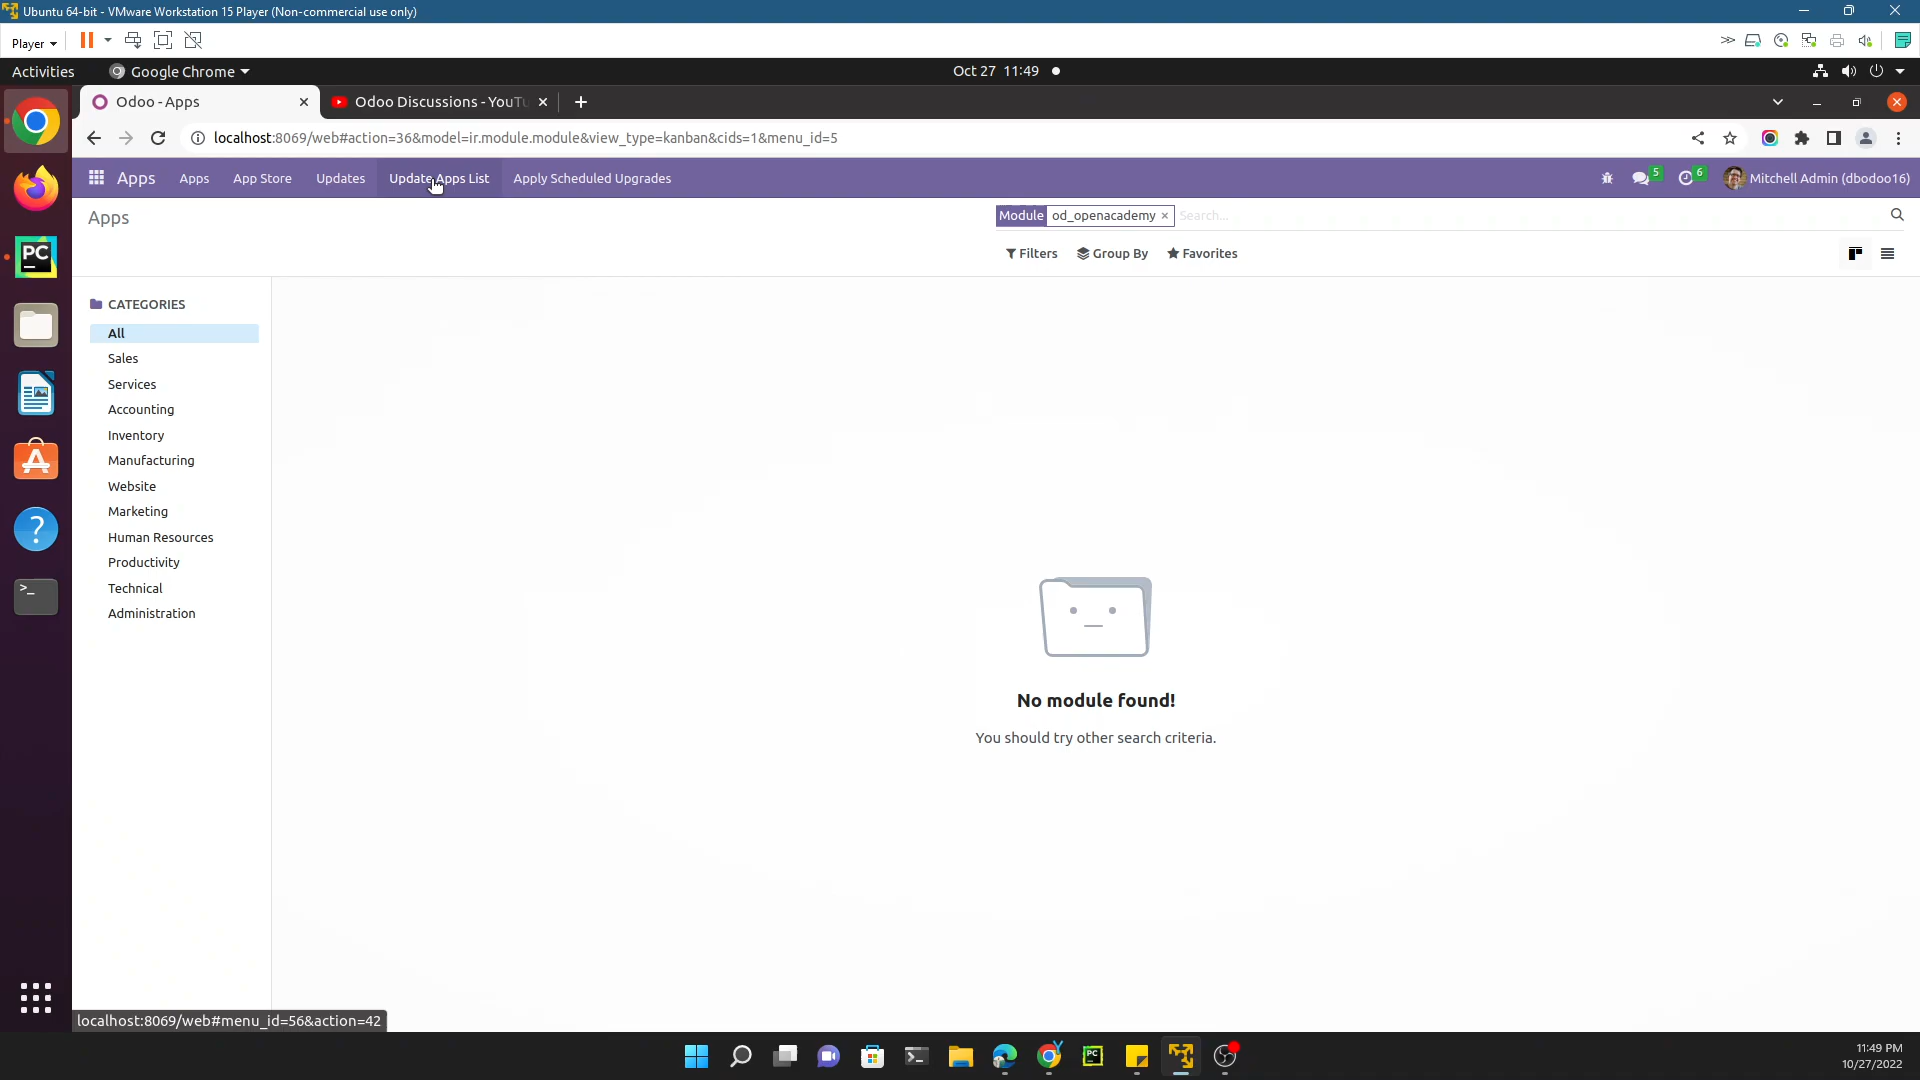 Ubuntu 64-bit - VMware Workstation 15 Player (Non-commercial use only)
Player
Activities
Google Chrome
Oct 27 11:49
Odoo - Apps
Odoo Discussions - YouTu
localhost:8069/web#action=36&model=ir.module.module&view_type=kanban&cids=1&menu_id=5
Apps
Apps
App Store
Updates
Update Apps List
Apply Scheduled Upgrades
5
6
Mitchell Admin (dbodoo16)
Apps
Module
od_openacademy
Search...
Filters
Group By
Favorites
CATEGORIES
All
Sales
Services
Accounting
Inventory
Manufacturing
Website
Marketing
Human Resources
Productivity
Technical
Administration
No module found!
You should try other search criteria.
localhost:8069/web#menu_id=56&action=42
11:49 PM
10/27/2022